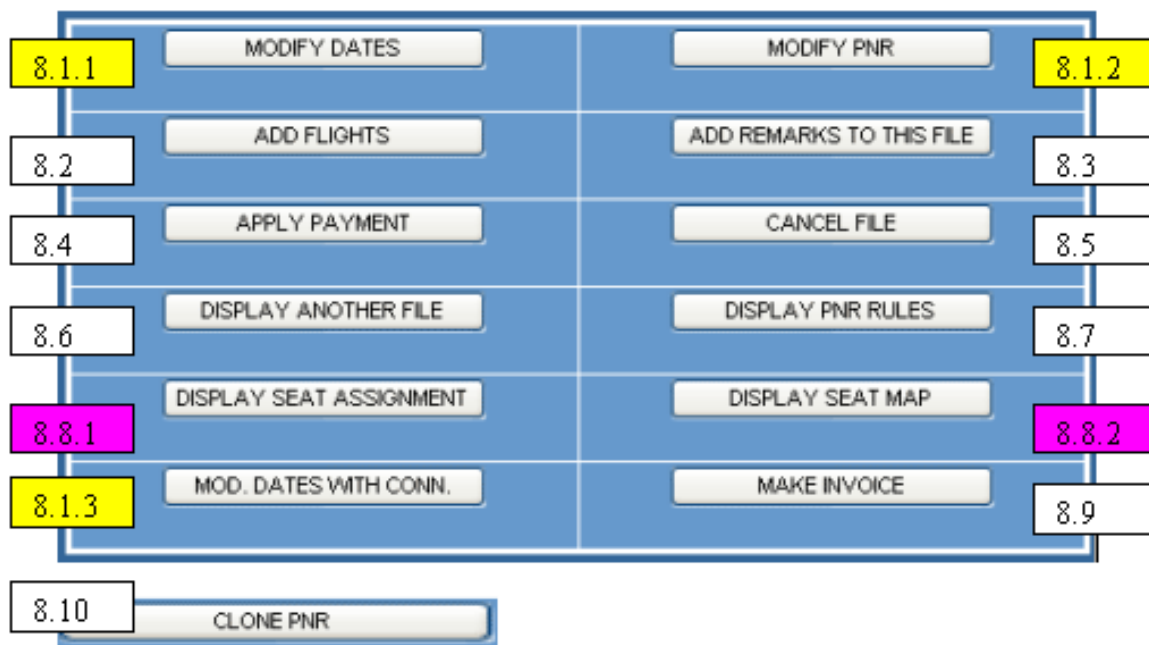 8.1.1 MODIFY DATES MODIFY PNR 8.1.2
8.2 ADD FLIGHTS ADD REMARKS TO THIS FILE 8.3
8.4 APPLY PAYMENT CANCEL FILE 8.5
8.6 DISPLAY ANOTHER FILE DISPLAY PNR RULES 8.7
8.8.1 DISPLAY SEAT ASSIGNMENT DISPLAY SEAT MAP 8.8.2
8.1.3 MOD. DATES WITH CONN. MAKE INVOICE 8.9
8.10 CLONE PNR